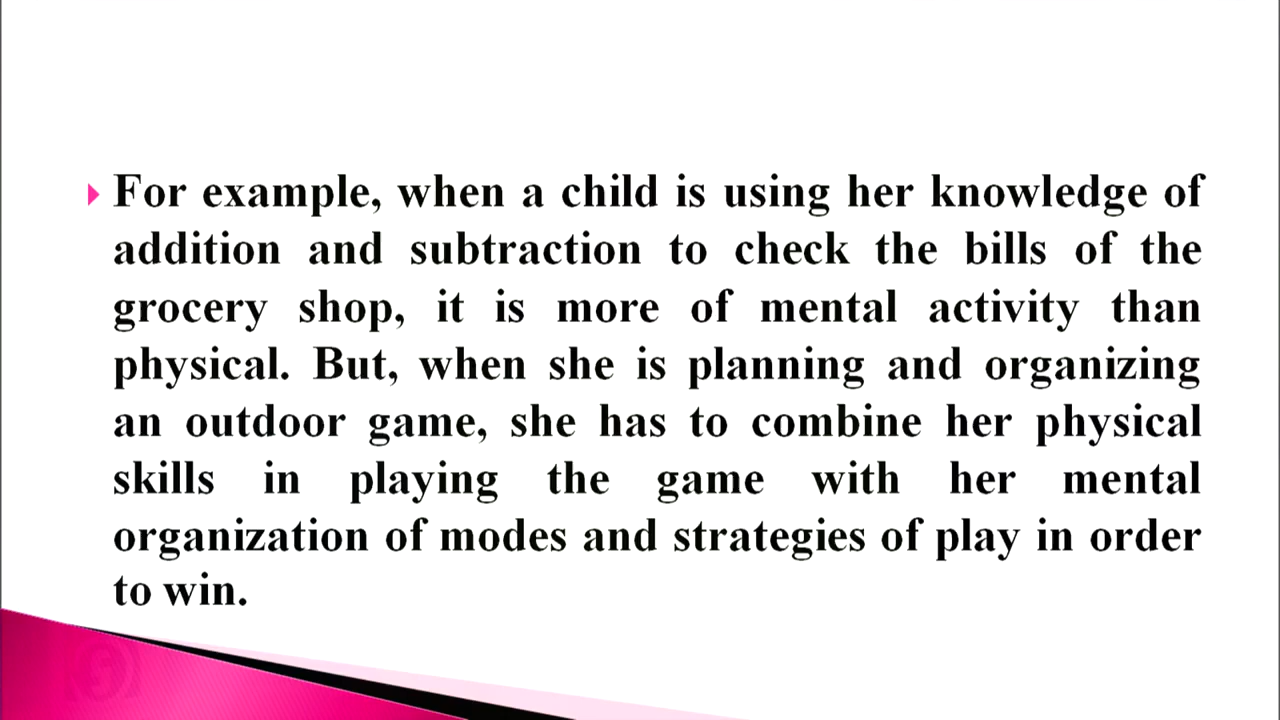 For example, when a child is using her knowledge of
addition and subtraction to check the bills of the
grocery shop, it is more of mental activity than
physical. But, when she is planning and organizing
an outdoor game, she has to combine her physical
skills in playing the game with her mental
organization of modes and strategies of play in order
to win.